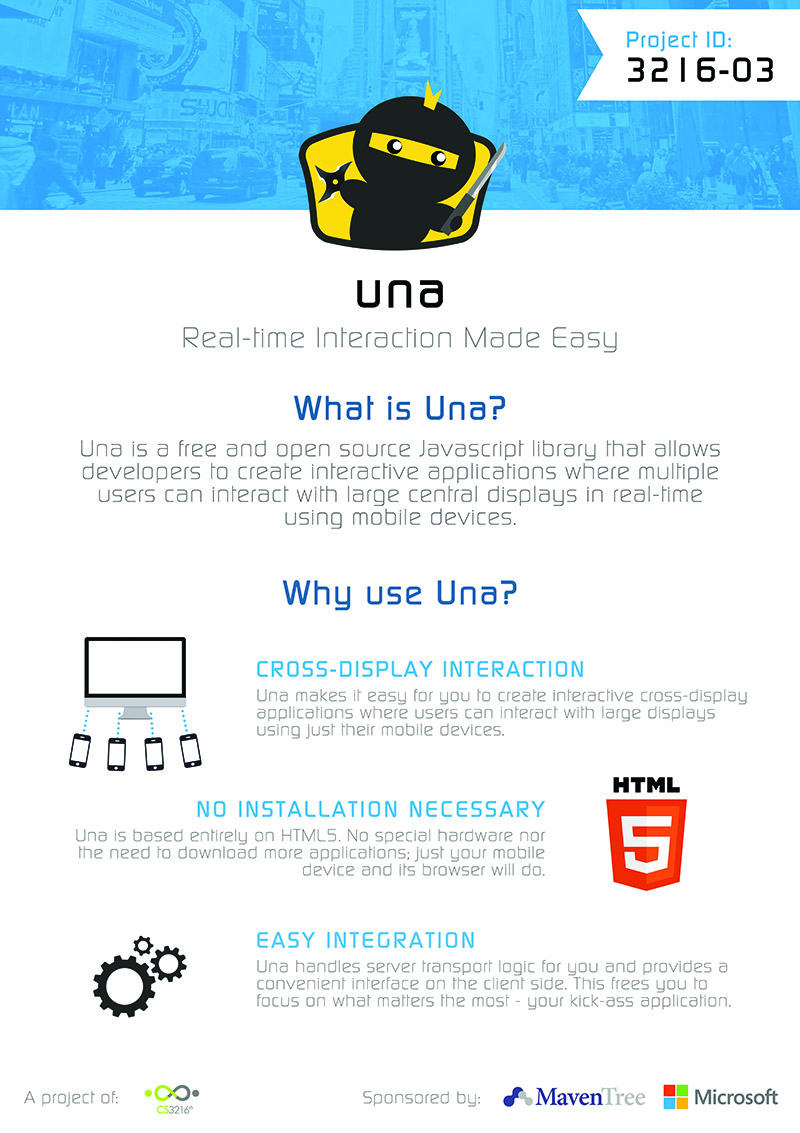 Project ID:
3216-03
una
Real-time Interaction Made Easy
What is Una?
Una is a free and open source Javascript library that allows
developers to create interactive applications where multiple
users can interact with large central displays in real-time
using mobile devices.
Why use Una?
CROSS-DISPLAY INTERACTION
Una makes it easy for you to create interactive cross-display
applications where users can interact with large displays
using just their mobile devices.
HTML
5
NO INSTALLATION NECESSARY
Una is based entirely on HTML5. No special hardware nor
the need to download more applications; just your mobile
device and its browser will do.
EASY INTEGRATION
Una handles server transport logic for you and provides a
convenient interface on the client side. This frees you to
focus on what matters the most - your kick-ass application.
A project of:
CS3216^
Sponsored by:
MavenTree
Microsoft